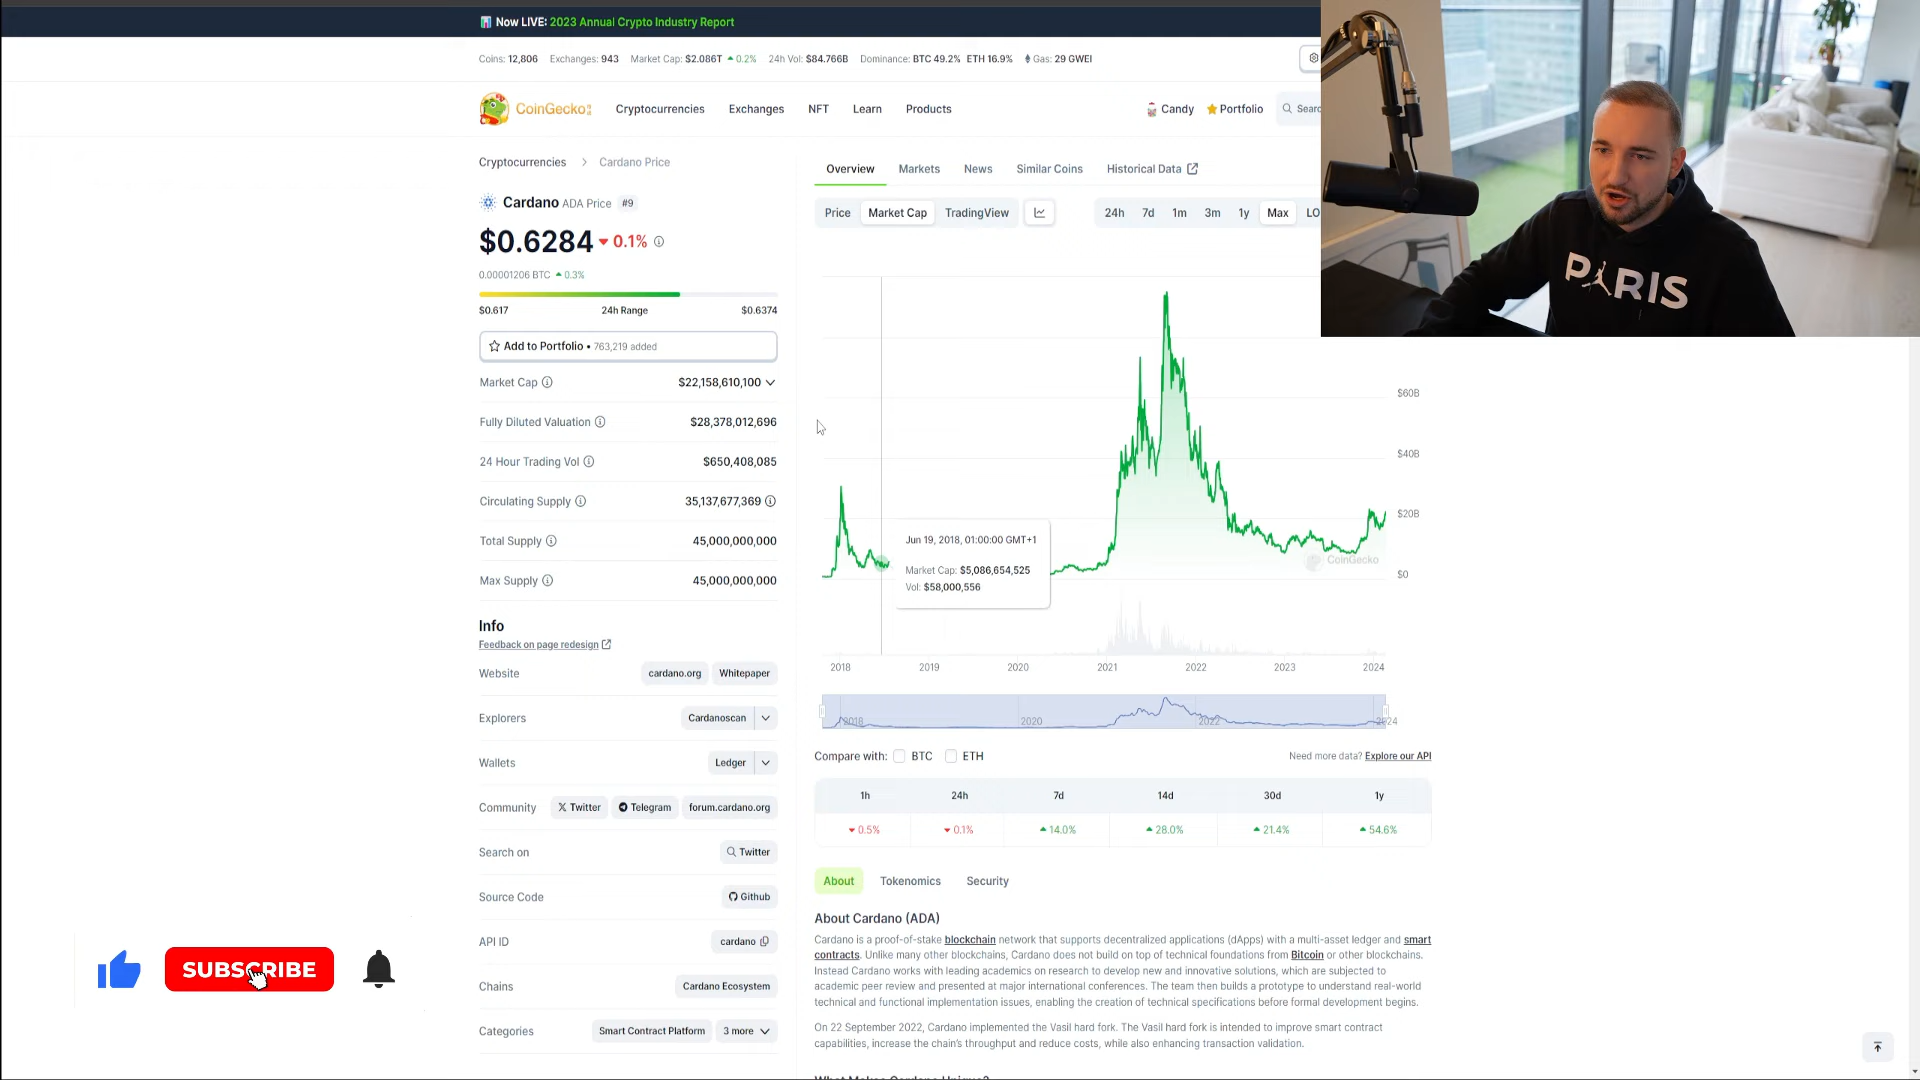 Now LIVE: 2023 Annual Crypto Industry Report
Coins: 12,806 Exchanges: 943 Market Cap: $2.086T 0.2% 24h Vol: $84.766B Dominance: BTC 49.2% ETH 16.9% Gas: 29 GWEI
CoinGecko Cryptocurrencies Exchanges NFT Learn Products Candy Portfolio Searc
Cryptocurrencies > Cardano Price
Overview Markets News Similar Coins Historical Data
Cardano ADA Price #9
Price Market Cap TradingView 24h 7d 1m 3m 1y Max LO
$0.6284 0.1%
0.00001206 BTC 0.3%
$0.617 24h Range $0.6374
Add to Portfolio • 763,219 added
Market Cap $22,158,610,100
Fully Diluted Valuation $28,378,012,696
24 Hour Trading Vol $650,408,085
Circulating Supply 35,137,677,369
Total Supply 45,000,000,000
Max Supply 45,000,000,000
Info
Feedback on page redesign
Website cardano.org Whitepaper
Explorers Cardanoscan
Wallets Ledger
Community Twitter Telegram forum.cardano.org
Search on Twitter
Source Code Github
API ID cardano
Chains Cardano Ecosystem
Categories Smart Contract Platform 3 more
$60B
$40B
$20B
$0
CoinGecko
Jun 19, 2018, 01:00:00 GMT+1
Market Cap: $5,086,654,525
Vol: $58,000,556
2018 2019 2020 2021 2022 2023 2024
2018 2020 2022 2024
Compare with: BTC ETH Need more data? Explore our API
1h 24h 7d 14d 30d 1y
0.5% 0.1% 14.0% 28.0% 21.4% 54.6%
About Tokenomics Security
About Cardano (ADA)
Cardano is a proof-of-stake blockchain network that supports decentralized applications (dApps) with a multi-asset ledger and smart
contracts. Unlike many other blockchains, Cardano does not build on top of technical foundations from Bitcoin or other blockchains.
Instead Cardano works with leading academics on research to develop new and innovative solutions, which are subjected to
academic peer review and presented at major international conferences. The team then builds a prototype to understand real-world
technical and functional implementation issues, enabling the creation of technical specifications before formal development begins.
On 22 September 2022, Cardano implemented the Vasil hard fork. The Vasil hard fork is intended to improve smart contract
capabilities, increase the chain's throughput and reduce costs, while also enhancing transaction validation.
What Makes Cardano Unique?
SUBSCRIBE
PARIS